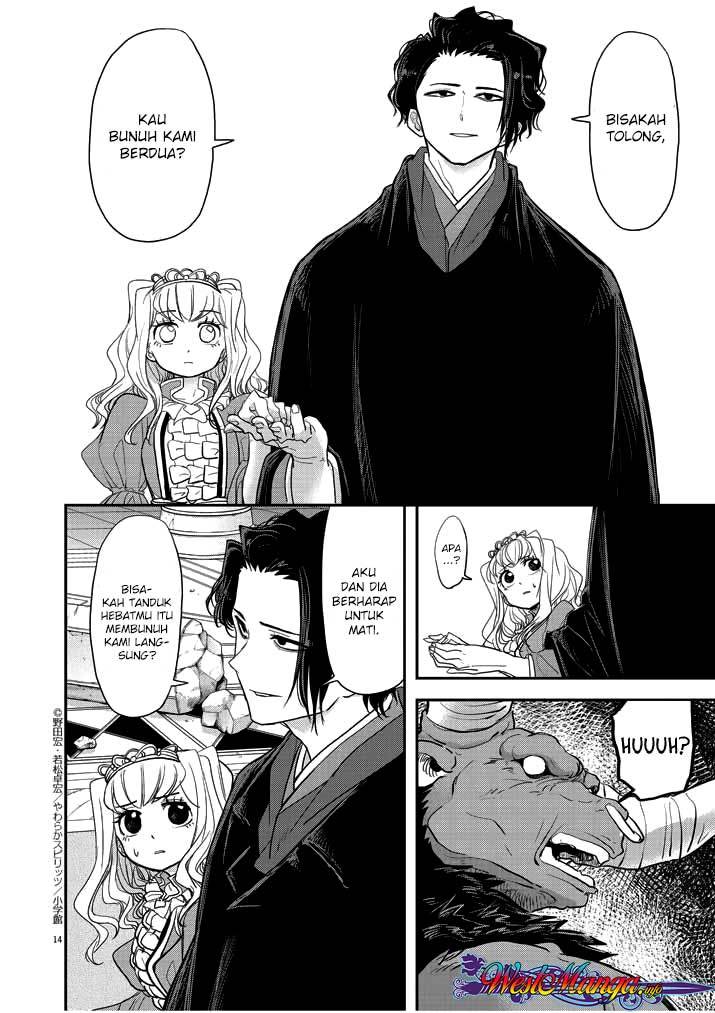 BISAKAH
TOLONG,
KAU
BUNUH KAMI
BERDUA?
APA
...?
HUUUH?
AKU
DAN DIA
BERHARAP
UNTUK
MATI.
BISA-
KAH TANDUK
HEBATMU ITU
MEMBUNUH
KAMI LANG-
SUNG?
©野田宏・若松卓宏/やわらかスピリッツ/小学館
14
WestManga.info